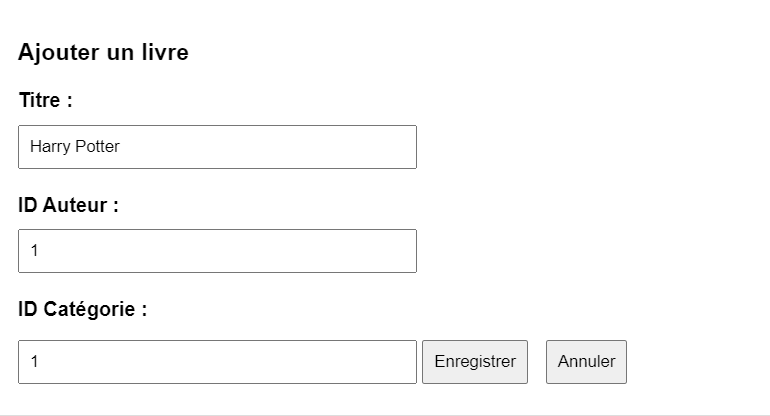 Ajouter un livre
Titre :
Harry Potter
ID Auteur :
1
ID Catégorie :
1 Enregistrer Annuler